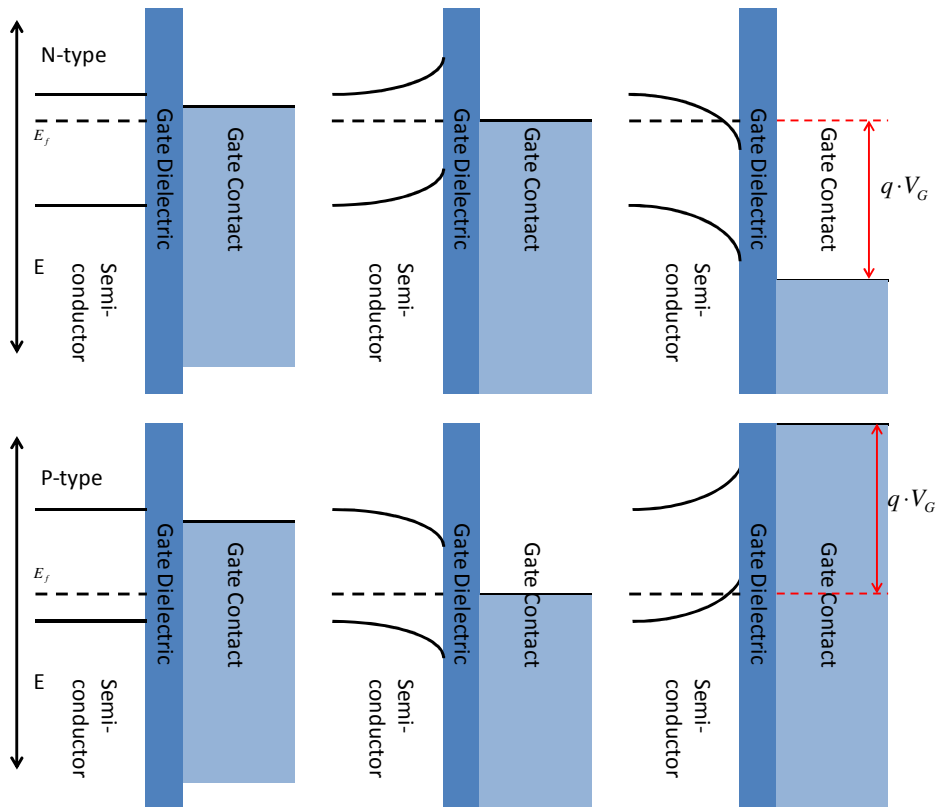 N-type
E_f
E
Semi-
conductor
Gate Dielectric
Gate Contact
Semi-
conductor
Gate Dielectric
Gate Contact
Semi-
conductor
Gate Dielectric
Gate Contact
q·V_G
P-type
E_f
E
Semi-
conductor
Gate Dielectric
Gate Contact
Semi-
conductor
Gate Dielectric
Gate Contact
Semi-
conductor
Gate Dielectric
Gate Contact
q·V_G